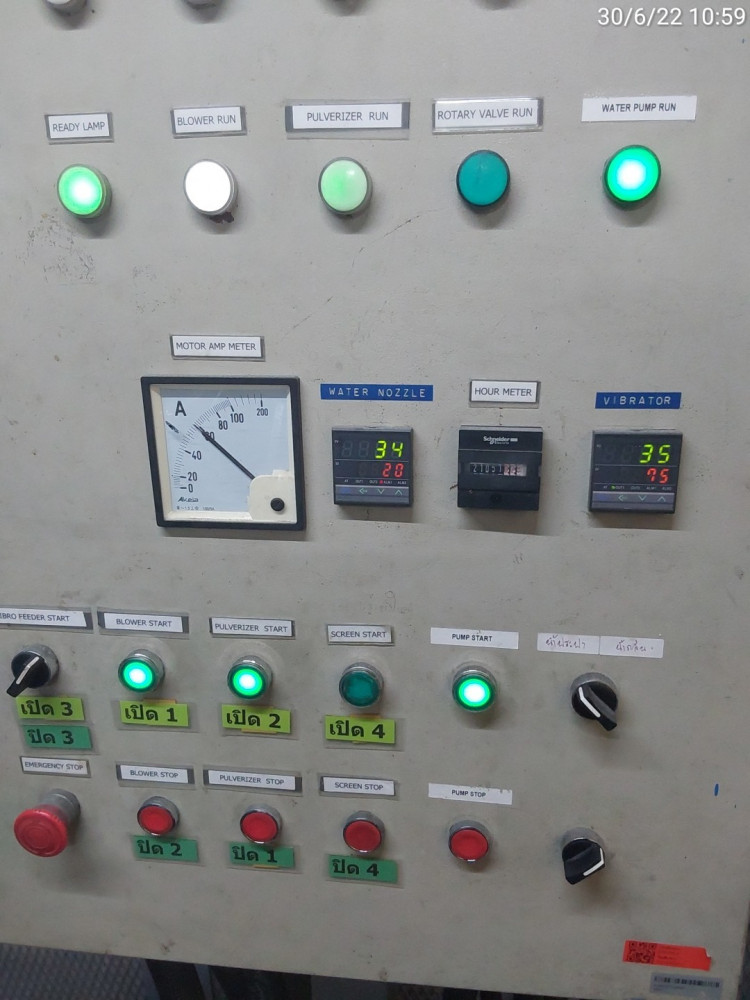 30/6/22 10:59
READY LAMP
BLOWER RUN
PULVERIZER RUN
ROTARY VALVE RUN
WATER PUMP RUN
MOTOR AMP METER
WATER NOZZLE
HOUR METER
VIBRATOR
A
80 100 200
40
20
0
34
20
Schneider
35
75
BRO FEEDER START
BLOWER START
PULVERIZER START
SCREEN START
PUMP START
เปิด 3
เปิด 1
เปิด 2
เปิด 4
ปิด 3
EMERGENCY STOP
BLOWER STOP
PULVERIZER STOP
SCREEN STOP
PUMP STOP
ปิด 2
ปิด 1
ปิด 4